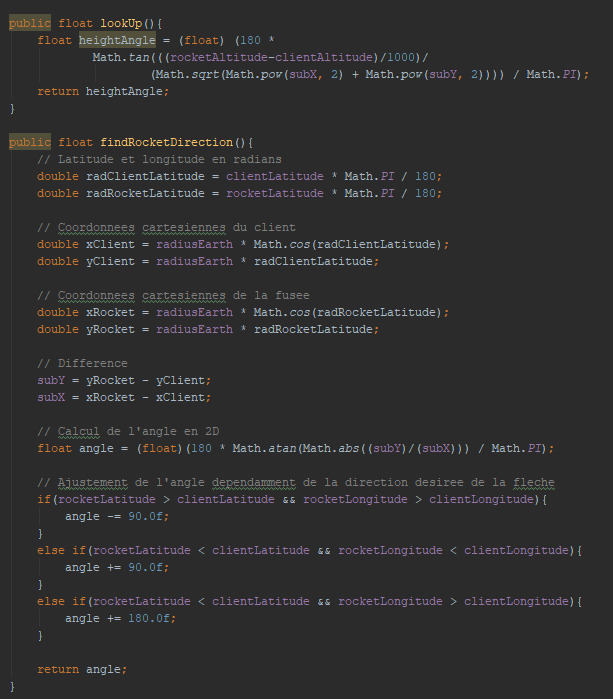 public float lookUp(){
float heightAngle = (float) (180 *
Math.tan(((rocketAltitude-clientAltitude)/1000)/
(Math.sqrt(Math.pow(subX, 2) + Math.pow(subY, 2)))) / Math.PI);
return heightAngle;
}
public float findRocketDirection(){
// Latitude et longitude en radians
double radClientLatitude = clientLatitude * Math.PI / 180;
double radRocketLatitude = rocketLatitude * Math.PI / 180;
// Coordonnees cartesiennes du client
double xClient = radiusEarth * Math.cos(radClientLatitude);
double yClient = radiusEarth * radClientLatitude;
// Coordonnees cartesiennes de la fusee
double xRocket = radiusEarth * Math.cos(radRocketLatitude);
double yRocket = radiusEarth * radRocketLatitude;
// Difference
subY = yRocket - yClient;
subX = xRocket - xClient;
// Calcul de l'angle en 2D
float angle = (float)(180 * Math.atan(Math.abs((subY)/(subX))) / Math.PI);
// Ajustement de l'angle dependamment de la direction desiree de la fleche
if(rocketLatitude > clientLatitude && rocketLongitude > clientLongitude){
angle -= 90.0f;
}
else if(rocketLatitude < clientLatitude && rocketLongitude < clientLongitude){
angle += 90.0f;
}
else if(rocketLatitude < clientLatitude && rocketLongitude > clientLongitude){
angle += 180.0f;
}
return angle;
}